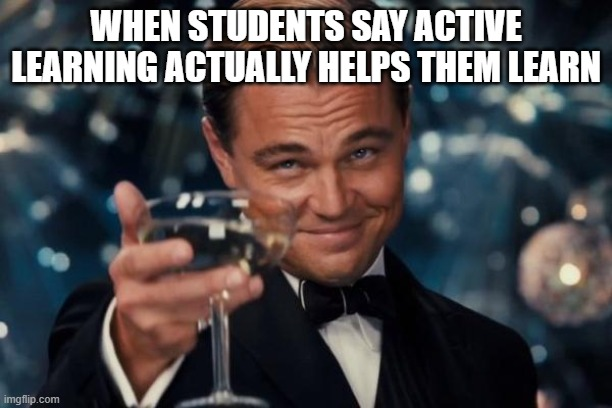 WHEN STUDENTS SAY ACTIVE
LEARNING ACTUALLY HELPS THEM LEARN
imgflip.com